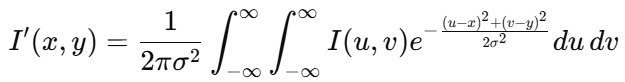 I'(x, y) = \frac{1}{2\pi\sigma^2} \int_{-\infty}^{\infty} \int_{-\infty}^{\infty} I(u, v) e^{-\frac{(u-x)^2+(v-y)^2}{2\sigma^2}} du\, dv